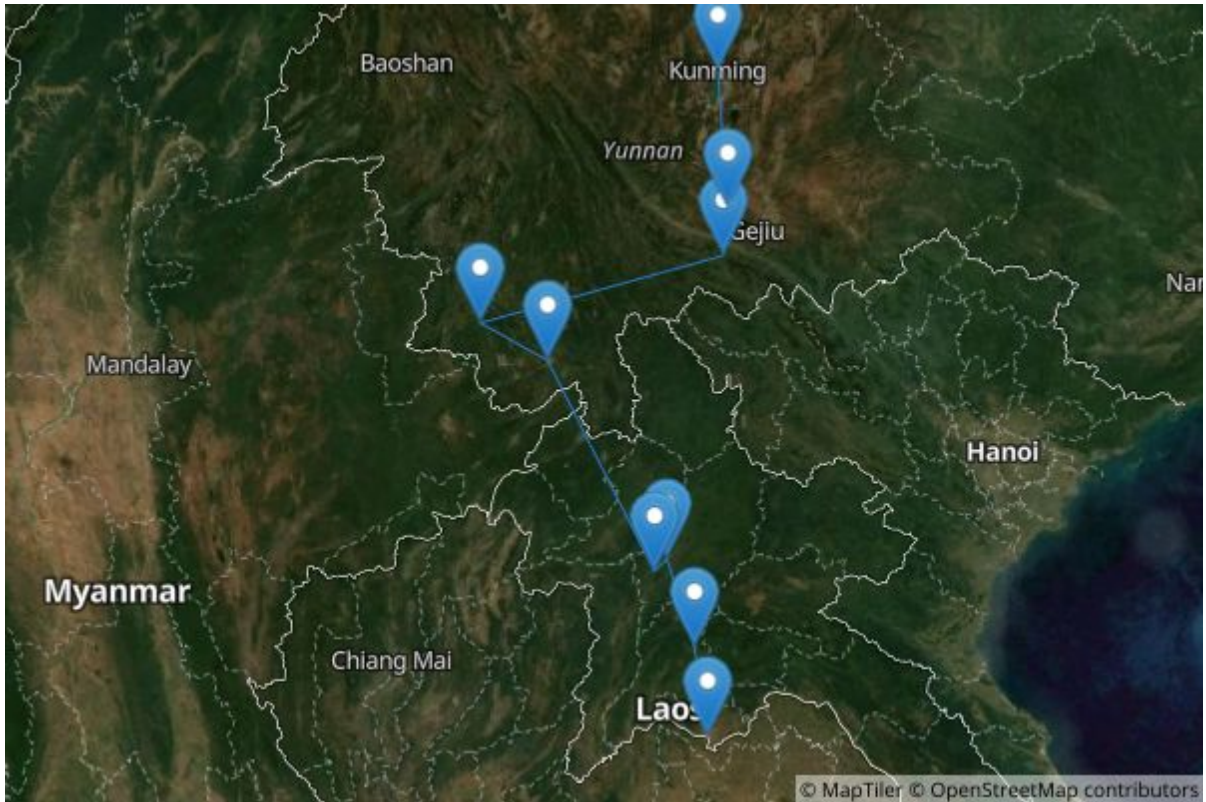 Baoshan
Kunming
Yunnan
Gejiu
Nar
Mandalay
Hanoi
Myanmar
Chiang Mai
Laos
© MapTiler © OpenStreetMap contributors